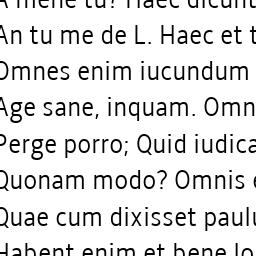 A mene tu? Haec dicunt
An tu me de L. Haec et t
Omnes enim iucundum
Age sane, inquam. Omn
Perge porro; Quid iudica
Quonam modo? Omnis e
Quae cum dixisset paulu
Habent enim et bene lo